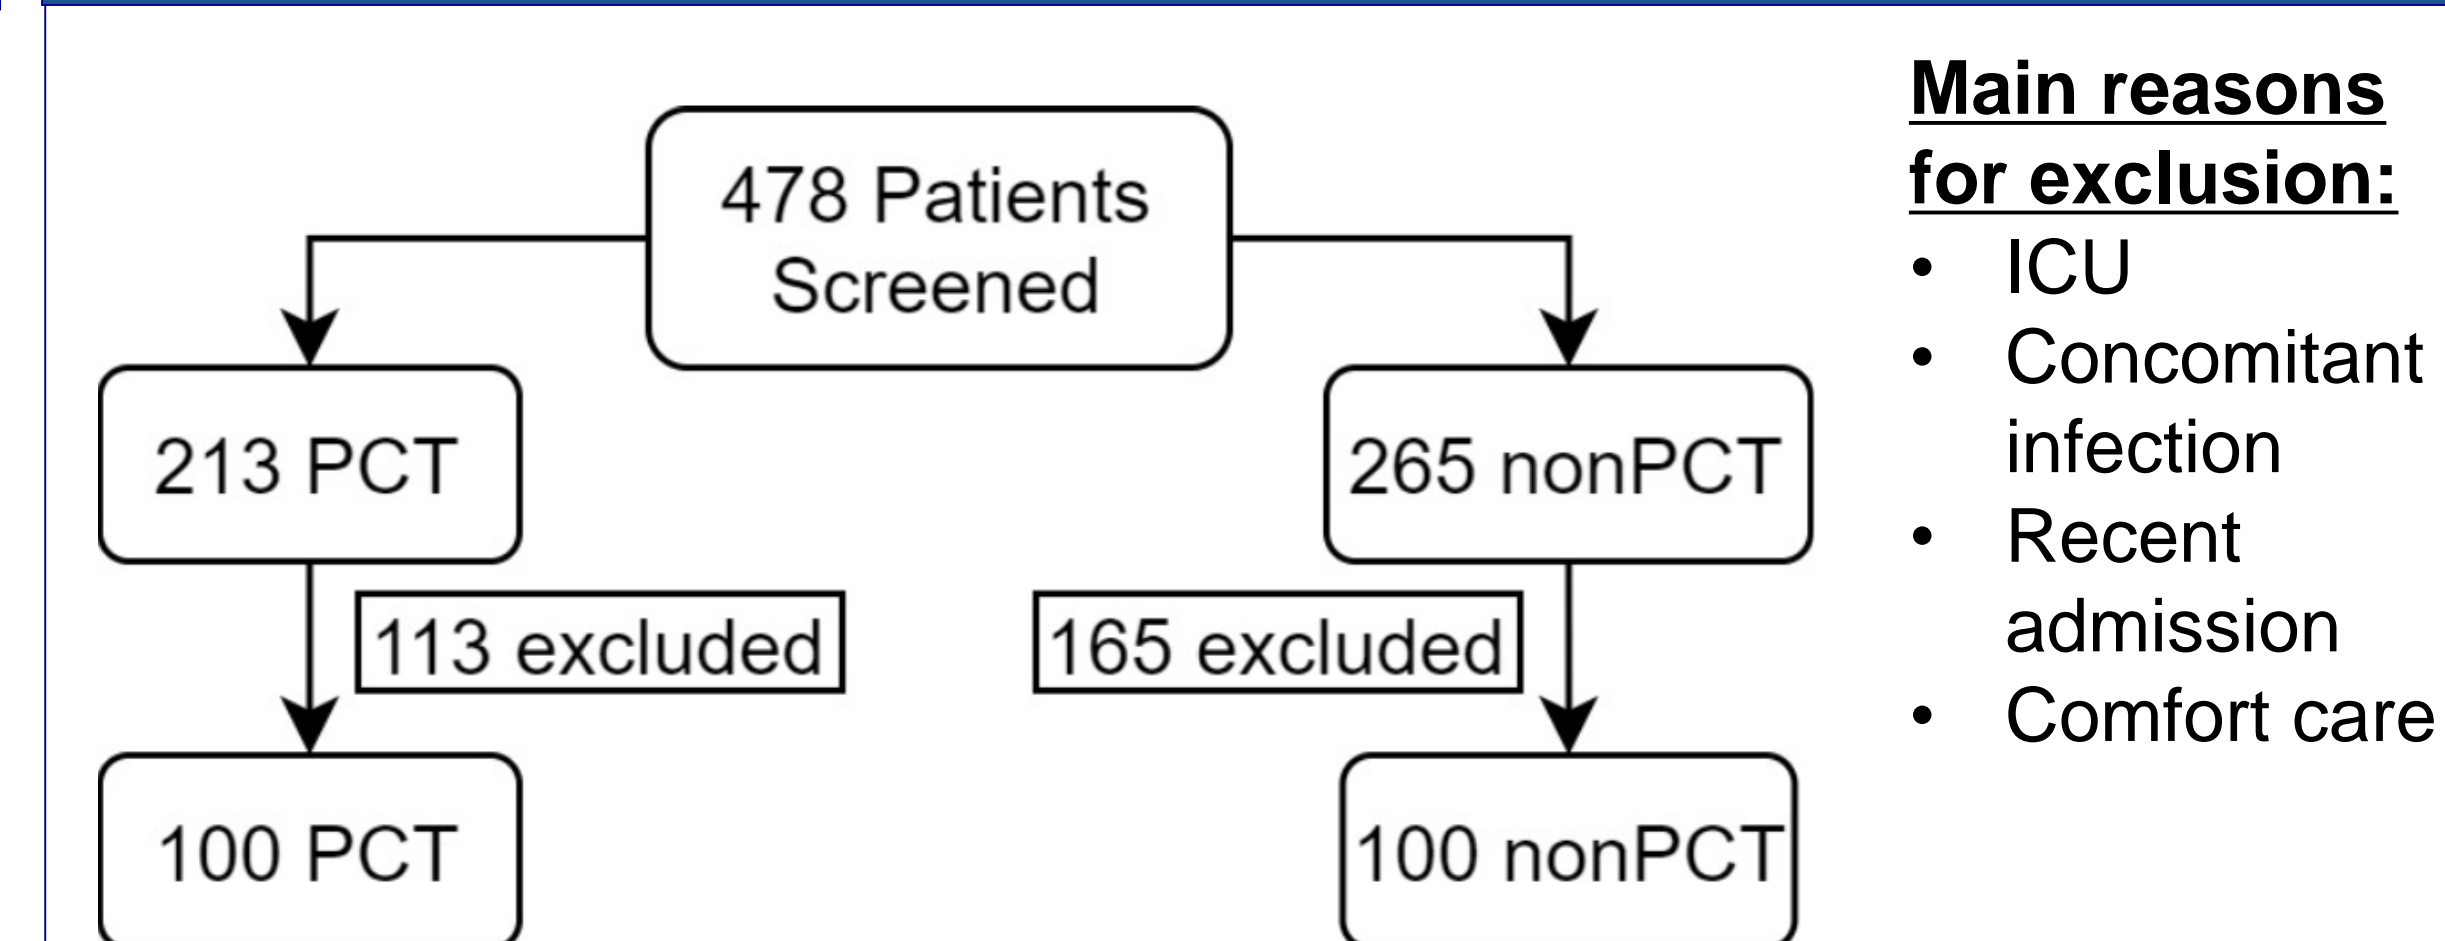 478 Patients
Screened
213 PCT
265 nonPCT
113 excluded
165 excluded
100 PCT
100 nonPCT
Main reasons
for exclusion:
• ICU
• Concomitant
infection
• Recent
admission
• Comfort care